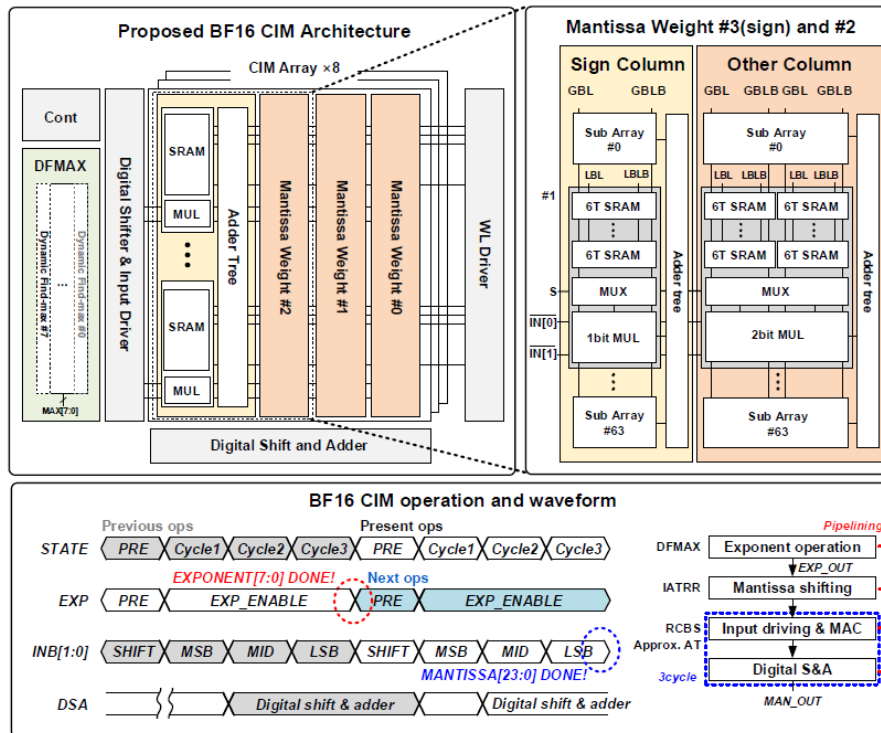 Proposed BF16 CIM Architecture
CIM Array ×8
Cont
DFMAX
Dynamic Find-max #7
...
Dynamic Find-max #0
MAX[7:0]
Digital Shifter & Input Driver
SRAM
MUL
SRAM
MUL
Adder Tree
Mantissa Weight #2
Mantissa Weight #1
Mantissa Weight #0
WL Driver
Digital Shift and Adder
Mantissa Weight #3(sign) and #2
Sign Column
Other Column
GBL GBLB
GBL GBLB GBL GBLB
Sub Array
#0
Sub Array
#0
LBL LBLB
LBL LBLB LBL LBLB
#1
6T SRAM
6T SRAM 6T SRAM
6T SRAM
6T SRAM 6T SRAM
S
MUX
MUX
IN[0]
IN[1]
1bit MUL
2bit MUL
Sub Array
#63
Sub Array
#63
Adder tree
Adder tree
BF16 CIM operation and waveform
Previous ops
Present ops
STATE PRE Cycle1 Cycle2 Cycle3 PRE Cycle1 Cycle2 Cycle3
EXPONENT[7:0] DONE!
Next ops
EXP PRE EXP_ENABLE PRE EXP_ENABLE
INB[1:0] SHIFT MSB MID LSB SHIFT MSB MID LSB
MANTISSA[23:0] DONE!
DSA Digital shift & adder Digital shift & adder
Pipelining
DFMAX Exponent operation
EXP_OUT
IATRR Mantissa shifting
RCBS
Approx. AT
Input driving & MAC
Digital S&A
3cycle
MAN_OUT